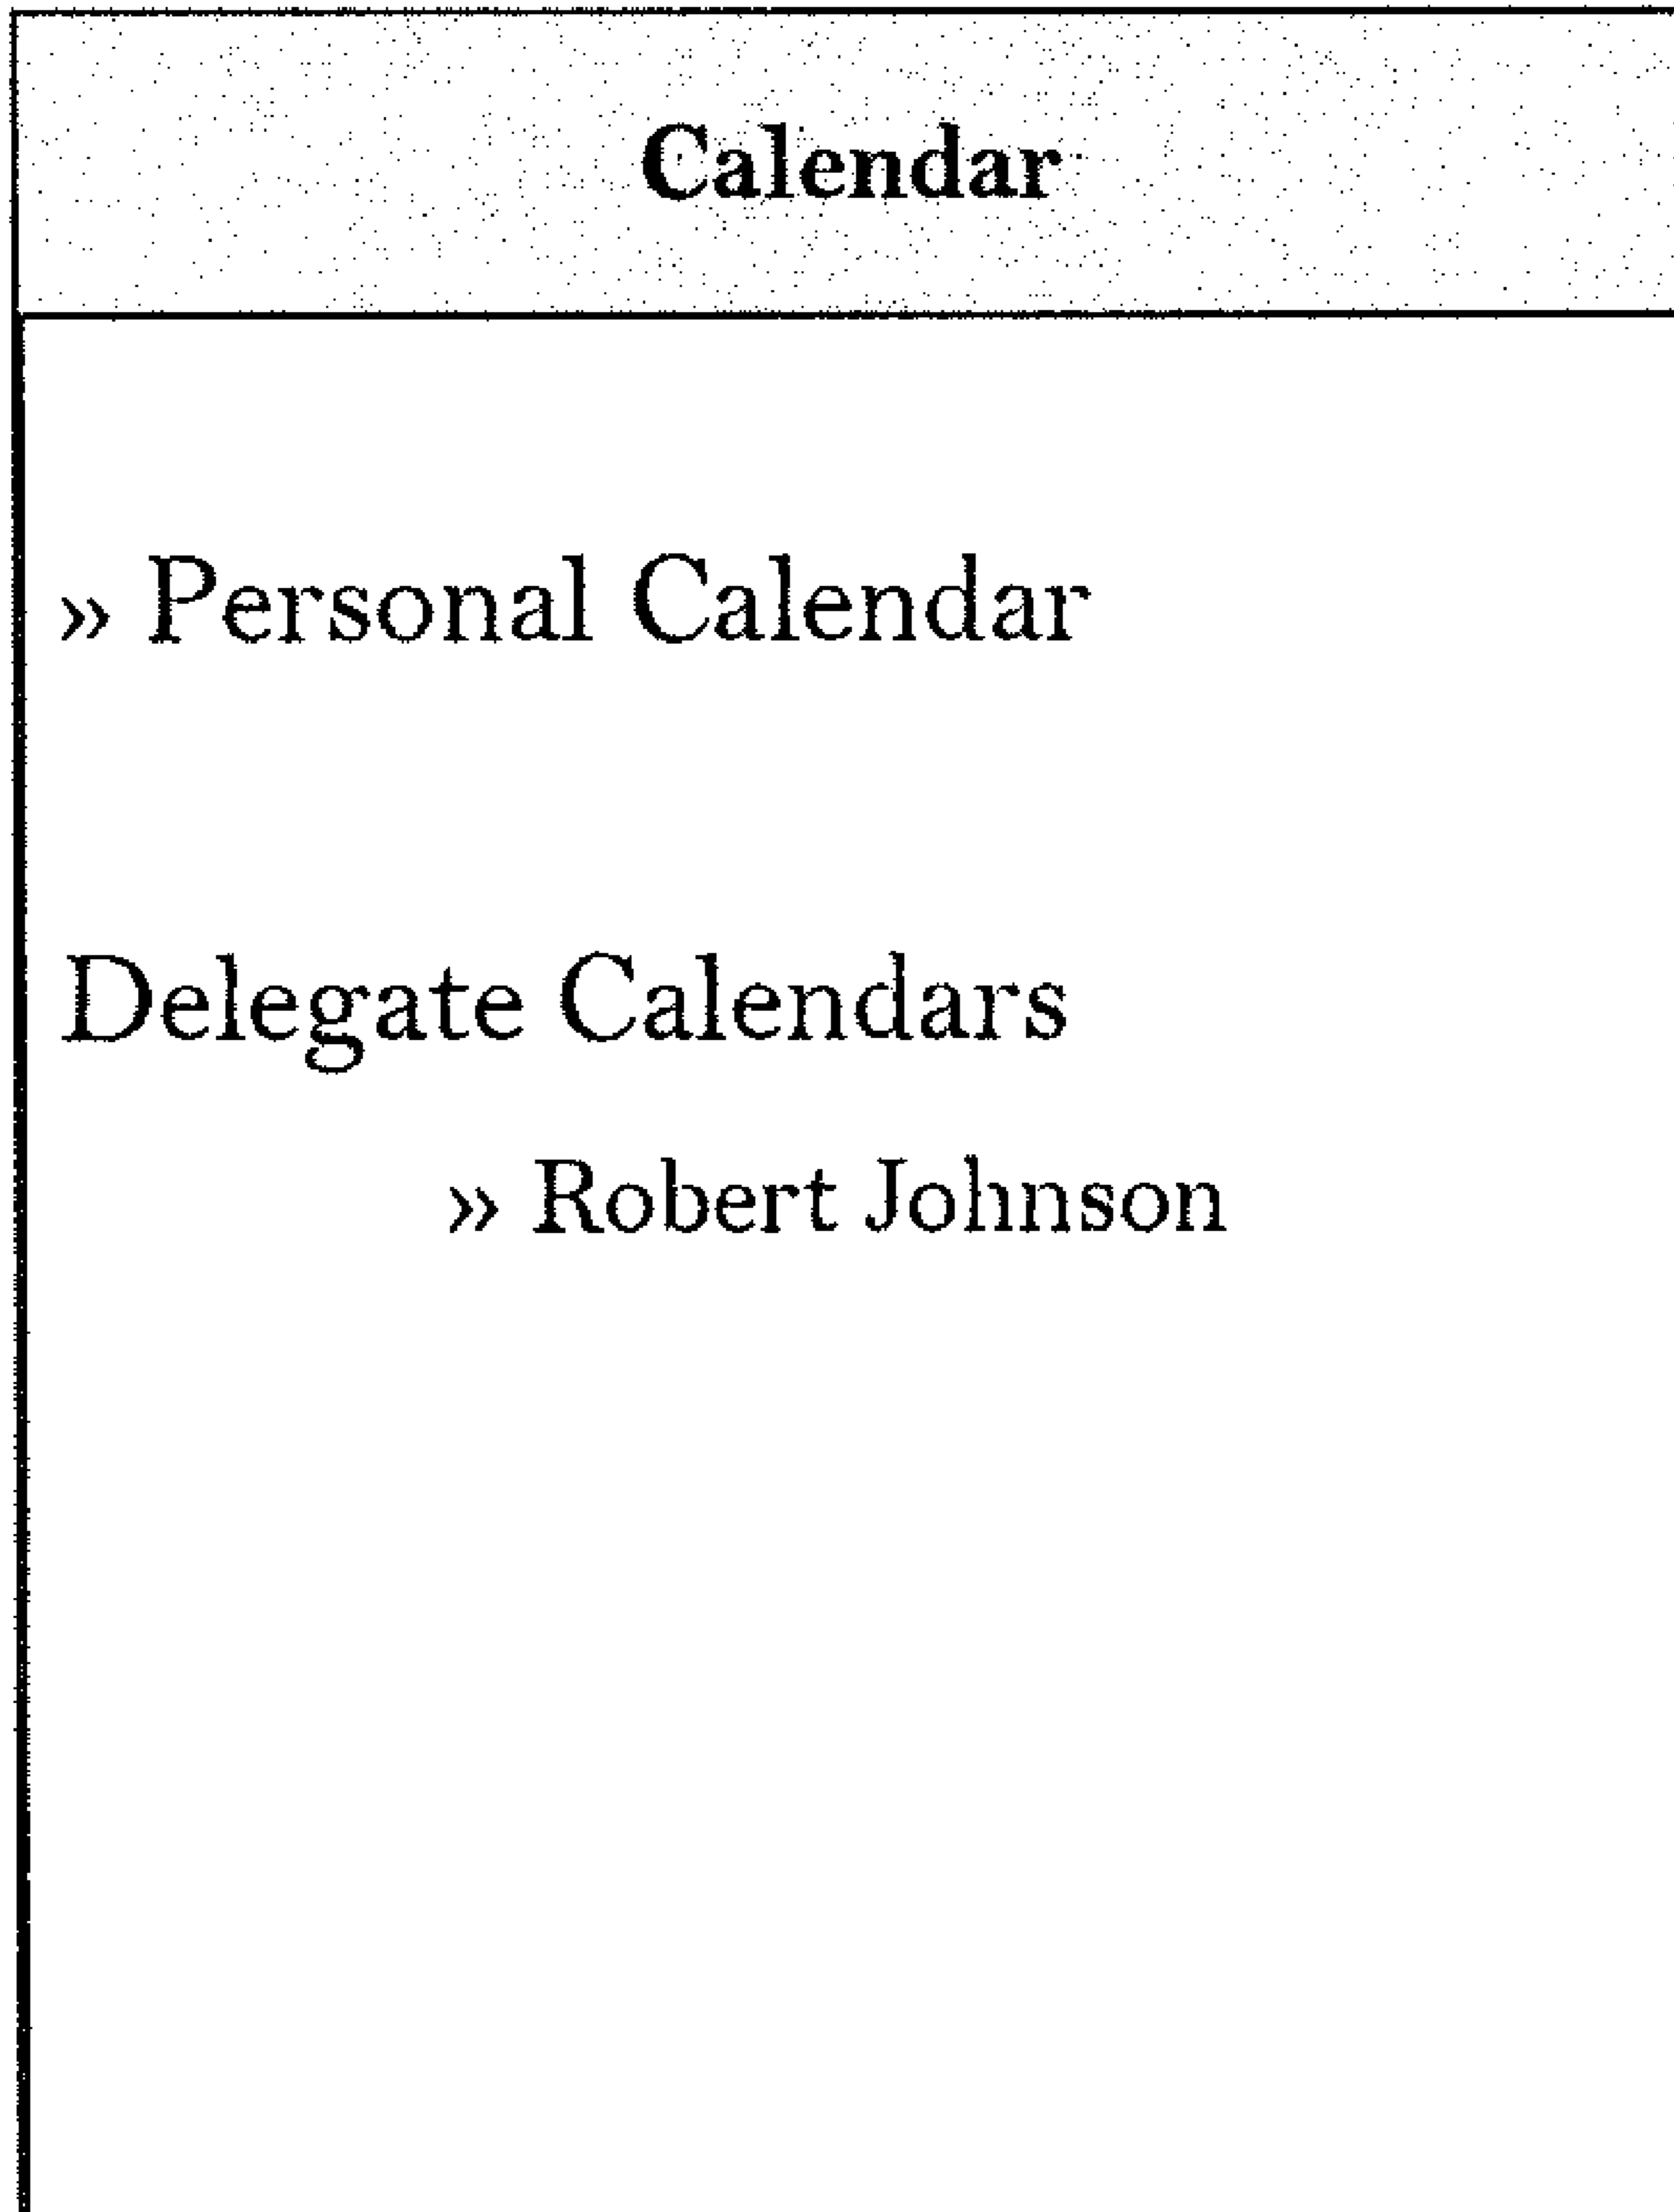 Calendar
» Personal Calendar
Delegate Calendars
» Robert Johnson